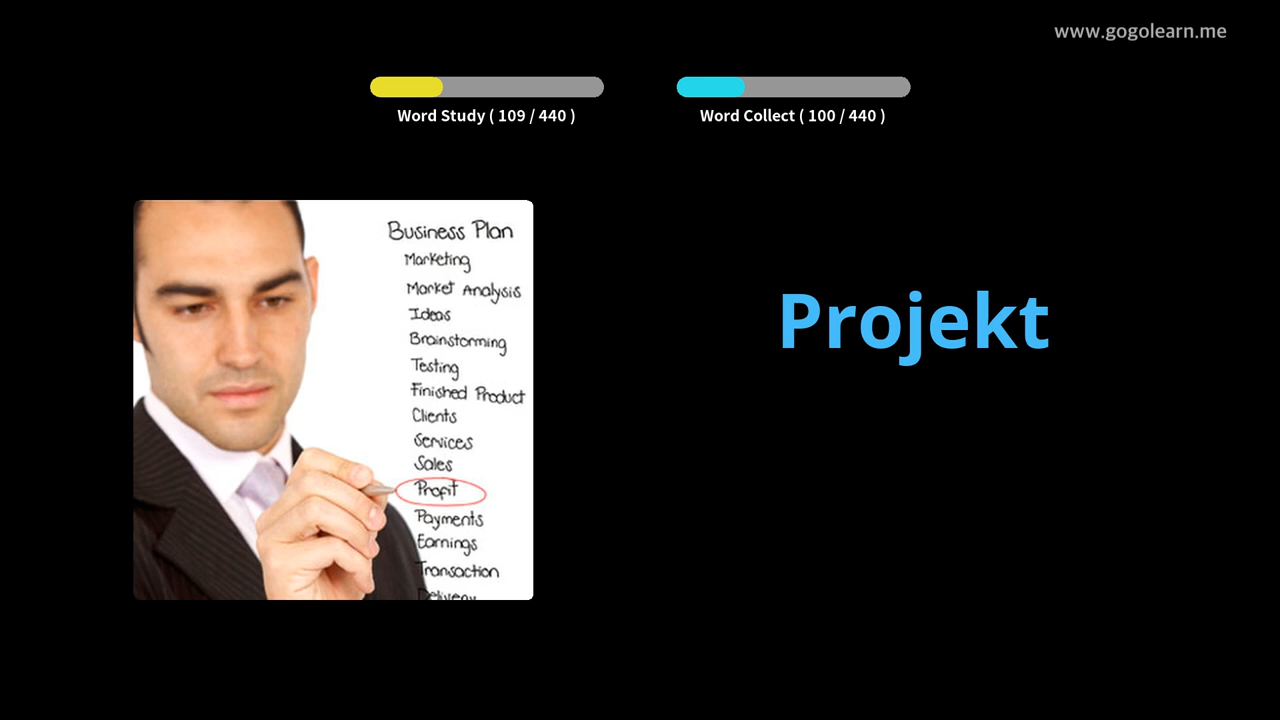 www.gogolearn.me
Word Study ( 109 / 440 )
Word Collect ( 100 / 440 )
Business Plan
Marketing
Market Analysis
Ideas
Brainstorming
Testing
Finished Product
Clients
Services
Sales
Profit
Payments
Earnings
Transaction
Delivery
Projekt